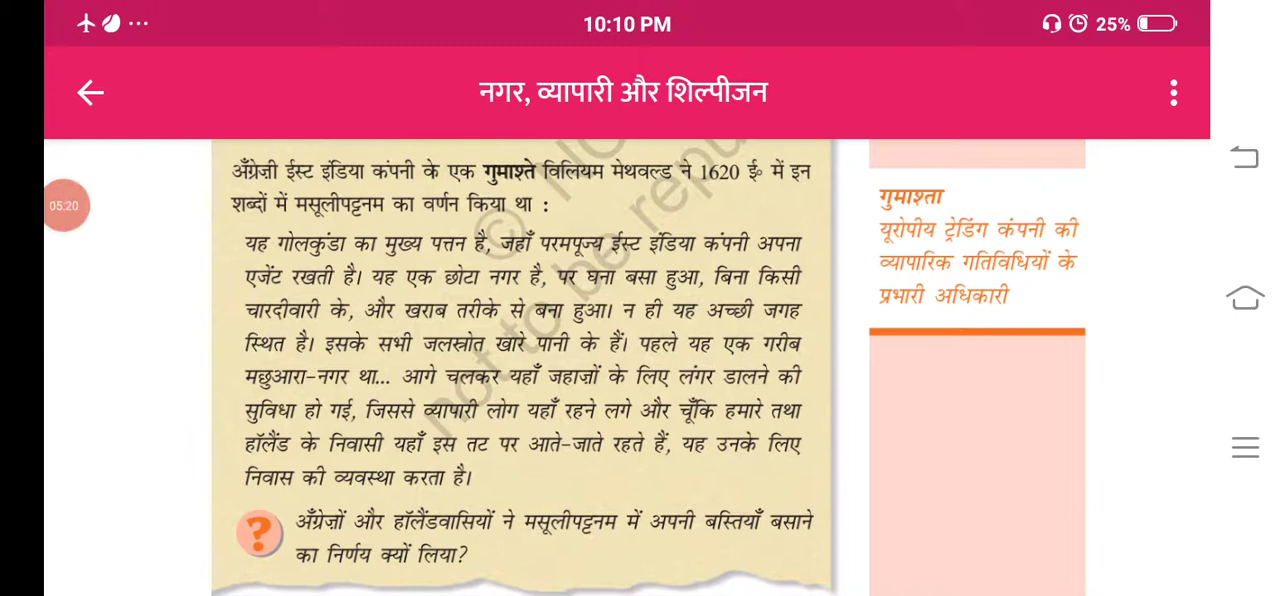 10:10 PM
25%
नगर, व्यापारी और शिल्पीजन
05:20
अँग्रेज़ी ईस्ट इंडिया कंपनी के एक गुमाश्ते विलियम मेथवल्ड ने 1620 ई॰ में इन
शब्दों में मसूलीपट्टनम का वर्णन किया था :
यह गोलकुंडा का मुख्य पत्तन है, जहाँ परमपूज्य ईस्ट इंडिया कंपनी अपना
एजेंट रखती है। यह एक छोटा नगर है, पर घना बसा हुआ, बिना किसी
चारदीवारी के, और खराब तरीके से बना हुआ। न ही यह अच्छी जगह
स्थित है। इसके सभी जलस्रोत खारे पानी के हैं। पहले यह एक गरीब
मछुआरा-नगर था... आगे चलकर यहाँ जहाज़ों के लिए लंगर डालने की
सुविधा हो गई, जिससे व्यापारी लोग यहाँ रहने लगे और चूँकि हमारे तथा
हॉलैंड के निवासी यहाँ इस तट पर आते-जाते रहते हैं, यह उनके लिए
निवास की व्यवस्था करता है।
? अँग्रेज़ों और हॉलैंडवासियों ने मसूलीपट्टनम में अपनी बस्तियाँ बसाने
का निर्णय क्यों लिया?
गुमाश्ता
यूरोपीय ट्रेडिंग कंपनी की
व्यापारिक गतिविधियों के
प्रभारी अधिकारी
not to be repu